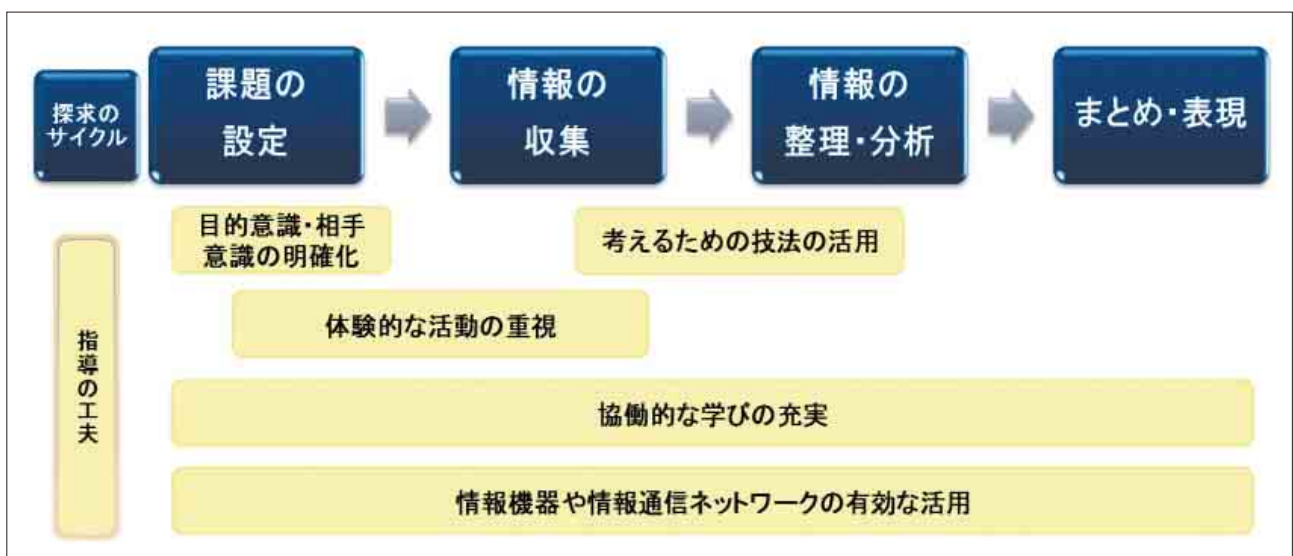 探求の
サイクル
課題の
設定
情報の
収集
情報の
整理・分析
まとめ・表現
指導の工夫
目的意識・相手
意識の明確化
考えるための技法の活用
体験的な活動の重視
協働的な学びの充実
情報機器や情報通信ネットワークの有効な活用